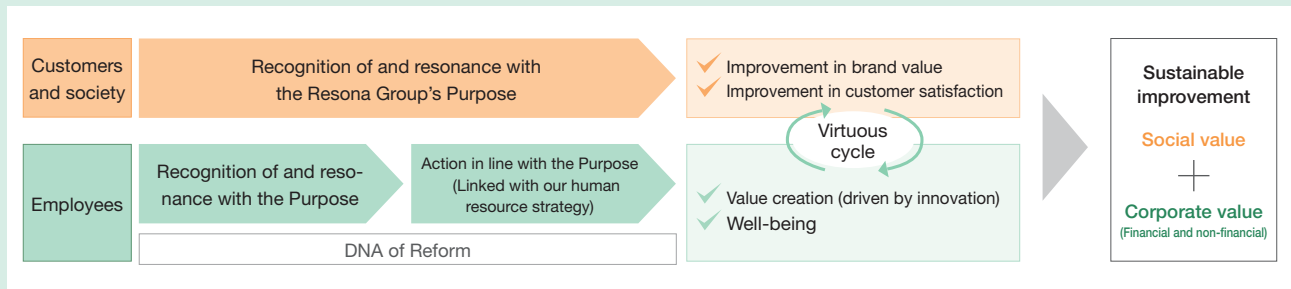 Customers
and society
Recognition of and resonance with
the Resona Group's Purpose
Improvement in brand value
Improvement in customer satisfaction
Virtuous
cycle
Employees
Recognition of and reso-
nance with the Purpose
Action in line with the Purpose
(Linked with our human
resource strategy)
Value creation (driven by innovation)
Well-being
DNA of Reform
Sustainable
improvement
Social value
+
Corporate value
(Financial and non-financial)